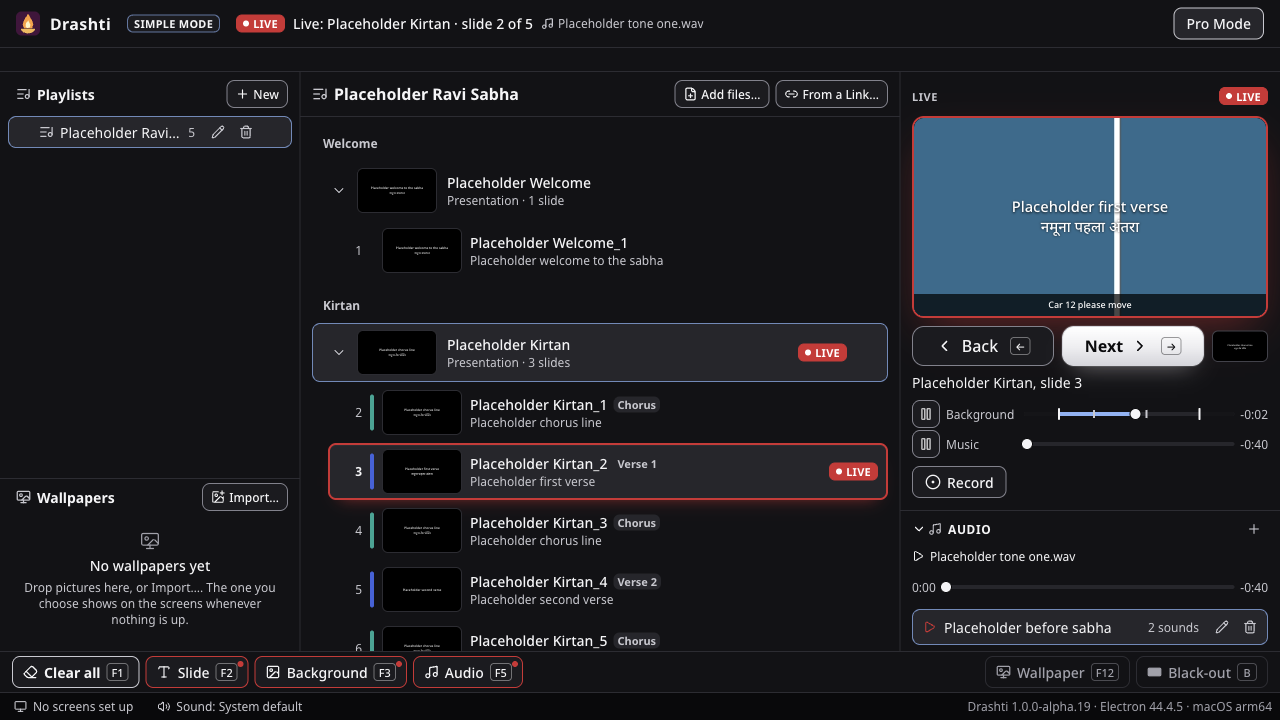 Drashti
SIMPLE MODE
LIVE
Live: Placeholder Kirtan · slide 2 of 5
Placeholder tone one.wav
Pro Mode
Playlists
New
Placeholder Ravi...
5
Placeholder Ravi Sabha
Add files...
From a Link...
Welcome
Placeholder Welcome
Presentation · 1 slide
1
Placeholder Welcome_1
Placeholder welcome to the sabha
Kirtan
Placeholder Kirtan
Presentation · 3 slides
LIVE
2
Placeholder Kirtan_1 Chorus
Placeholder chorus line
3
Placeholder Kirtan_2 Verse 1
Placeholder first verse
LIVE
4
Placeholder Kirtan_3 Chorus
Placeholder chorus line
5
Placeholder Kirtan_4 Verse 2
Placeholder second verse
6
Placeholder Kirtan_5 Chorus
Wallpapers
Import...
No wallpapers yet
Drop pictures here, or Import.... The one you
choose shows on the screens whenever
nothing is up.
LIVE
LIVE
Placeholder first verse
नमूना पहला अंतरा
Car 12 please move
Back
Next
Placeholder Kirtan, slide 3
Background -0:02
Music -0:40
Record
AUDIO
Placeholder tone one.wav
0:00 -0:40
Placeholder before sabha 2 sounds
Clear all F1
Slide F2
Background F3
Audio F5
Wallpaper F12
Black-out B
No screens set up
Sound: System default
Drashti 1.0.0-alpha.19 · Electron 44.4.5 · macOS arm64